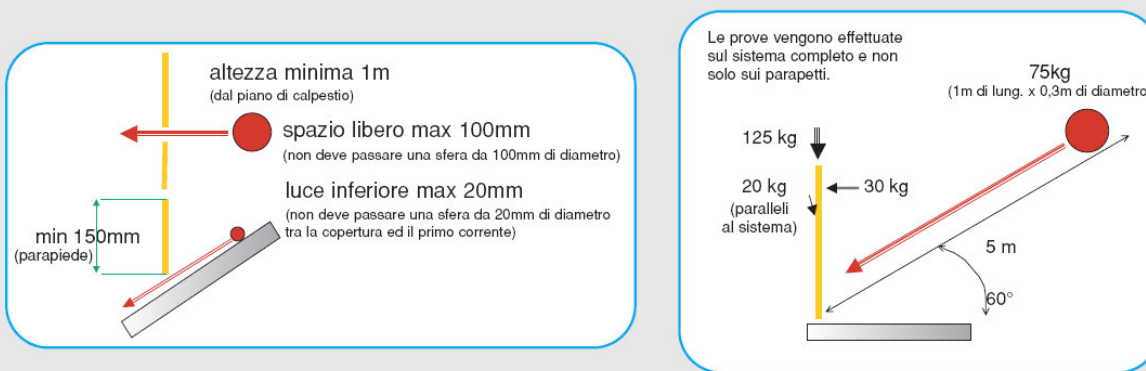 altezza minima 1m
(dal piano di calpestio)
spazio libero max 100mm
(non deve passare una sfera da 100mm di diametro)
luce inferiore max 20mm
(non deve passare una sfera da 20mm di diametro
tra la copertura ed il primo corrente)
min 150mm
(parapiede)
Le prove vengono effettuate
sul sistema completo e non
solo sui parapetti.
75kg
(1m di lung. x 0,3m di diametro
125 kg
20 kg
(paralleli
al sistema)
30 kg
5 m
60°